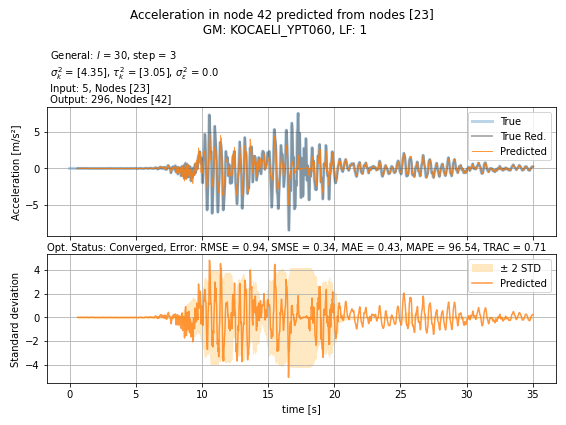 Acceleration in node 42 predicted from nodes [23]
GM: KOCAELI_YPT060, LF: 1
General: l = 30, step = 3
σ²ₖ = [4.35], τ²ₖ = [3.05], σ²ε = 0.0
Input: 5, Nodes [23]
Output: 296, Nodes [42]
Acceleration [m/s²]
5
0
−5
True
True Red.
Predicted
Opt. Status: Converged, Error: RMSE = 0.94, SMSE = 0.34, MAE = 0.43, MAPE = 96.54, TRAC = 0.71
Standard deviation
4
2
0
−2
−4
± 2 STD
Predicted
0 5 10 15 20 25 30 35
time [s]